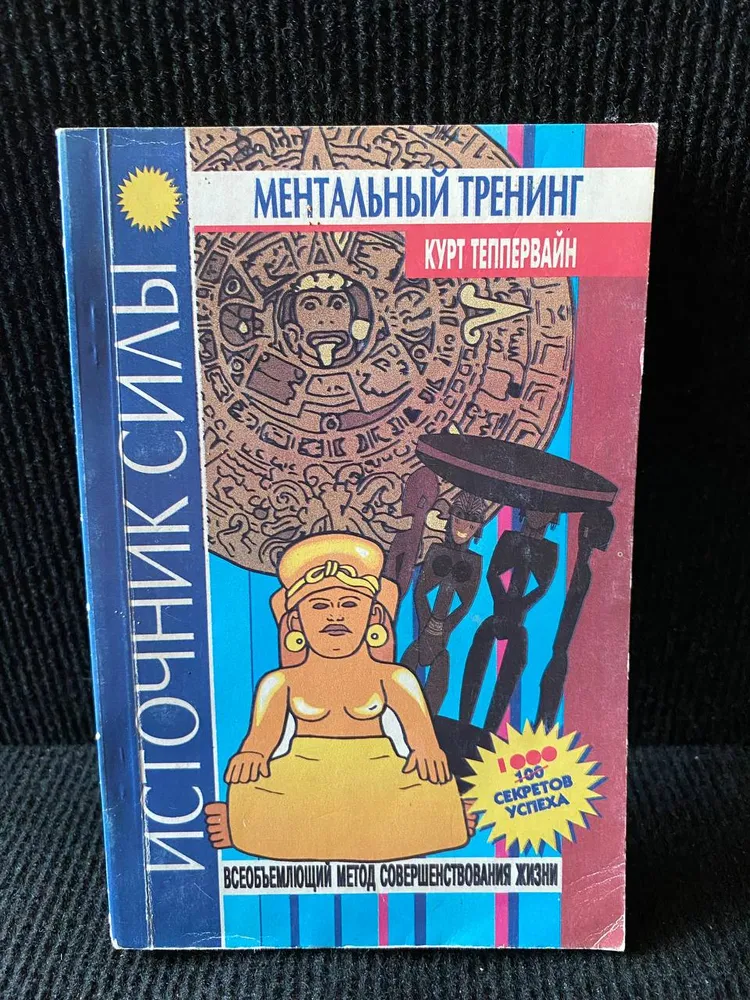 ИСТОЧНИК СИЛЫ
МЕНТАЛЬНЫЙ ТРЕНИНГ
КУРТ ТЕППЕРВАЙН
1000
100
СЕКРЕТОВ
УСПЕХА
ВСЕОБЪЕМЛЮЩИЙ МЕТОД СОВЕРШЕНСТВОВАНИЯ ЖИЗНИ